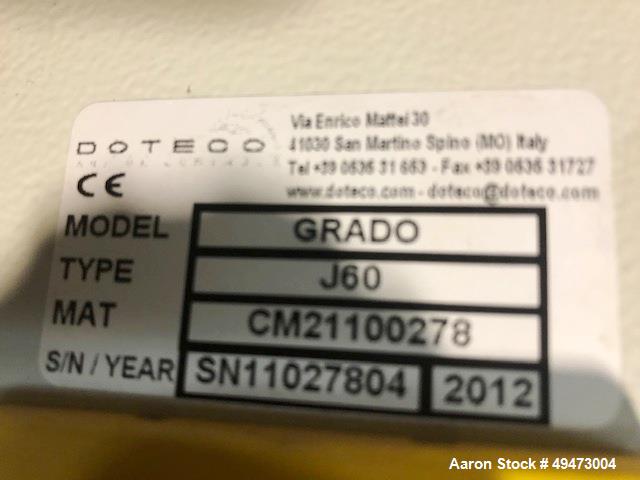 Via Enrico Mattei 30
DOTECO
41030 San Martino Spino (MO) Italy
Tel +39 0535 31 653 - Fax +39 0535 31727
www.doteco.com - doteco@doteco.com
CE
MODEL GRADO
TYPE J60
MAT CM21100278
S/N / YEAR SN11027804 2012
Aaron Stock # 49473004